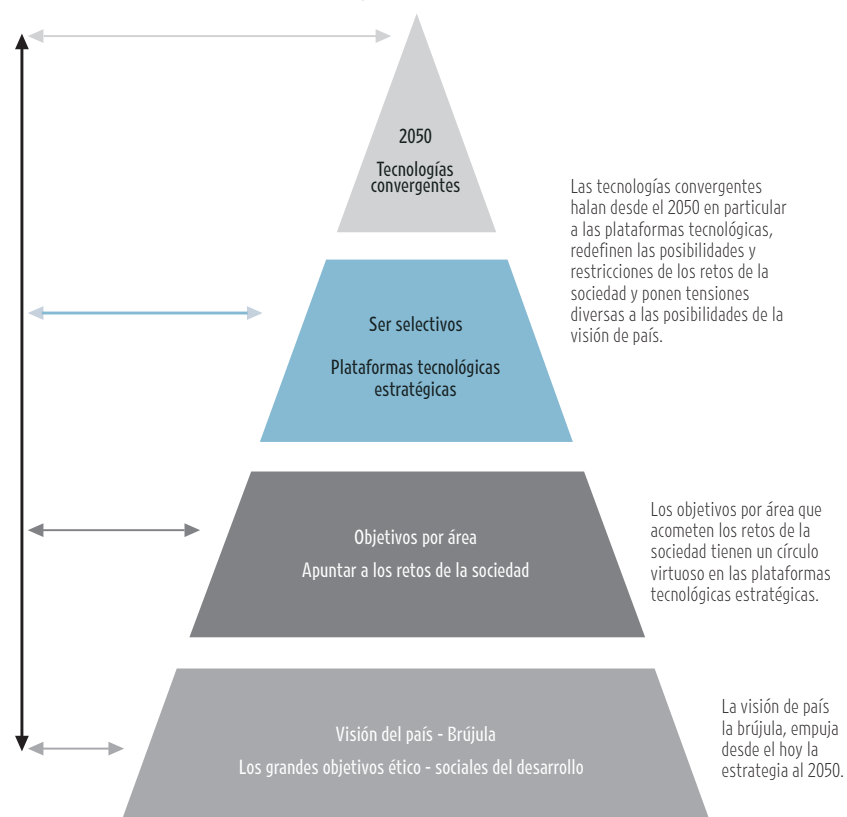 2050
Tecnologías
convergentes
Las tecnologías convergentes
halan desde el 2050 en particular
a las plataformas tecnológicas,
redefinen las posibilidades y
restricciones de los retos de la
sociedad y ponen tensiones
diversas a las posibilidades de la
visión de país.
Ser selectivos
Plataformas tecnológicas
estratégicas
Objetivos por área
Apuntar a los retos de la sociedad
Los objetivos por área que
acometen los retos de la
sociedad tienen un círculo
virtuoso en las plataformas
tecnológicas estratégicas.
Visión del país - Brújula
Los grandes objetivos ético - sociales del desarrollo
La visión de país
la brújula, empuja
desde el hoy la
estrategia al 2050.